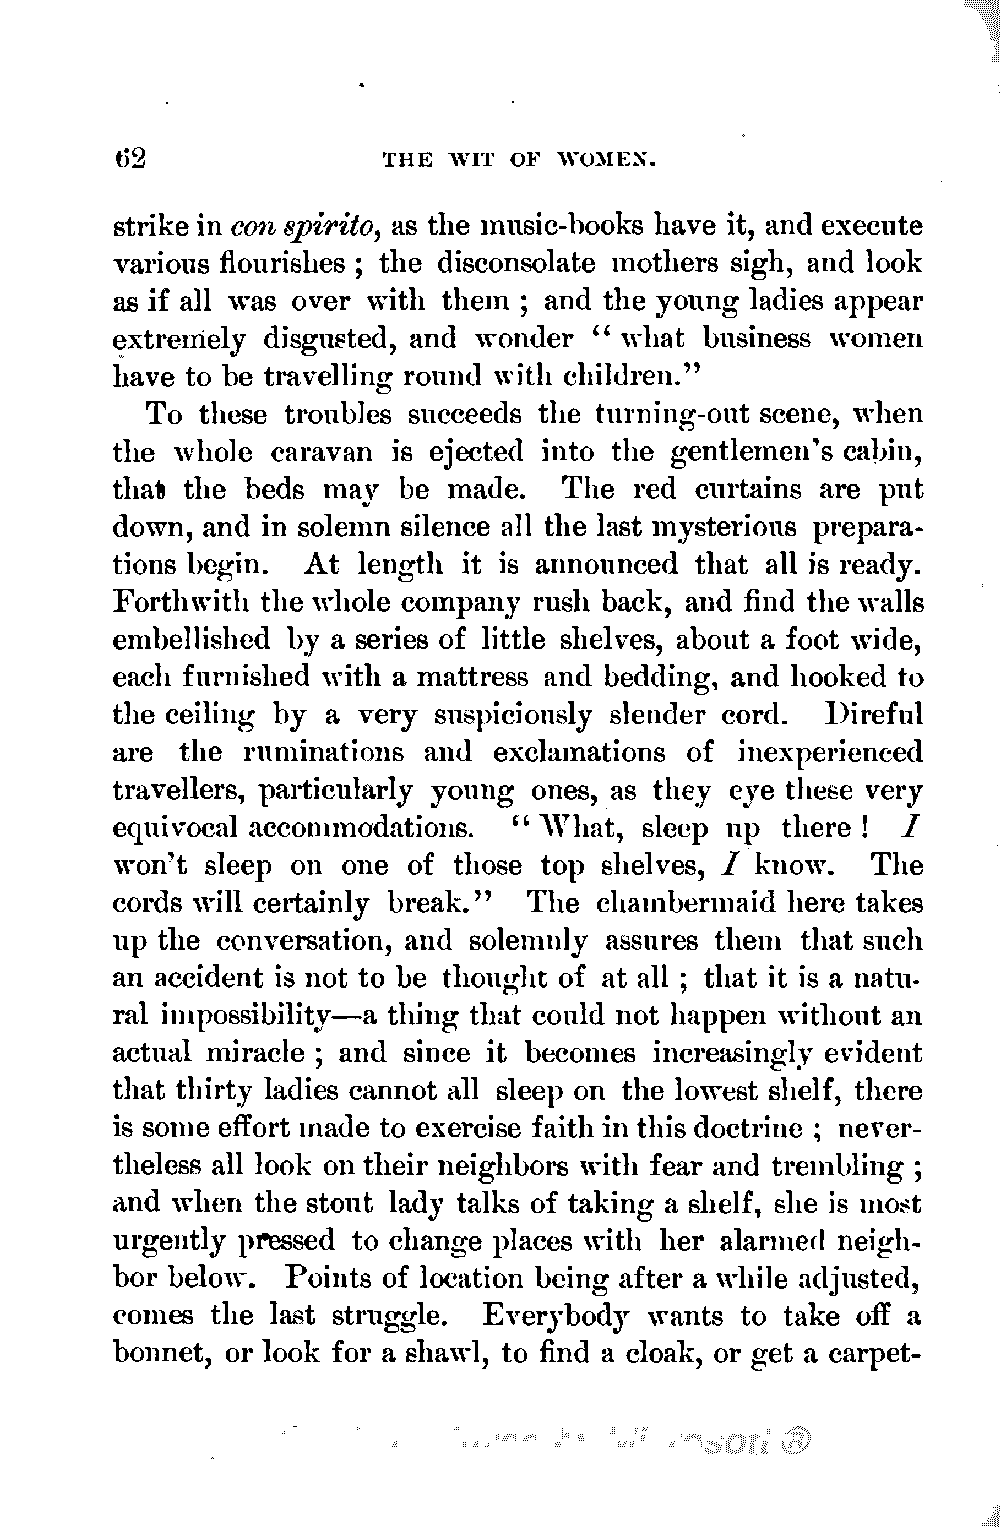 62 THE WIT OF WOMEN.
strike in con spirito, as the music-books have it, and execute
various flourishes ; the disconsolate mothers sigh, and look
as if all was over with them ; and the young ladies appear
extremely disgusted, and wonder “ what business women
have to be travelling round with children.”
To these troubles succeeds the turning-out scene, when
the whole caravan is ejected into the gentlemen’s cabin,
that the beds may be made. The red curtains are put
down, and in solemn silence all the last mysterious prepara-
tions begin. At length it is announced that all is ready.
Forthwith the whole company rush back, and find the walls
embellished by a series of little shelves, about a foot wide,
each furnished with a mattress and bedding, and hooked to
the ceiling by a very suspiciously slender cord. Direful
are the ruminations and exclamations of inexperienced
travellers, particularly young ones, as they eye these very
equivocal accommodations. “ What, sleep up there ! I
won’t sleep on one of those top shelves, I know. The
cords will certainly break.” The chambermaid here takes
up the conversation, and solemnly assures them that such
an accident is not to be thought of at all ; that it is a natu-
ral impossibility—a thing that could not happen without an
actual miracle ; and since it becomes increasingly evident
that thirty ladies cannot all sleep on the lowest shelf, there
is some effort made to exercise faith in this doctrine ; never-
theless all look on their neighbors with fear and trembling ;
and when the stout lady talks of taking a shelf, she is most
urgently pressed to change places with her alarmed neigh-
bor below. Points of location being after a while adjusted,
comes the last struggle. Everybody wants to take off a
bonnet, or look for a shawl, to find a cloak, or get a carpet-